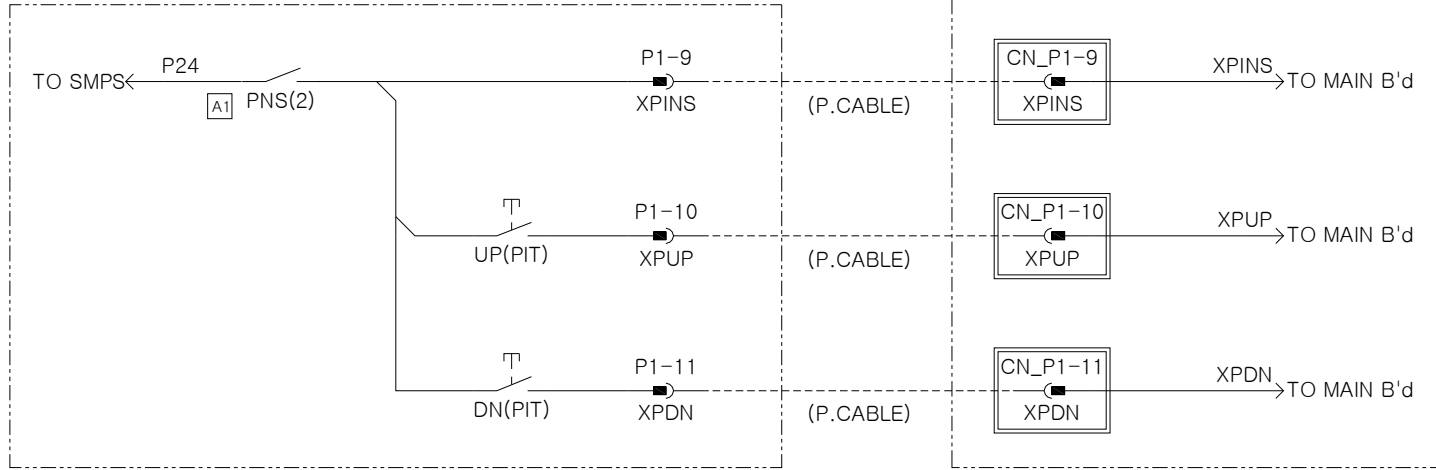 P24
TO SMPS
A1
PNS(2)
P1-9
XPINS
(P.CABLE)
CN_P1-9
XPINS
XPINS
TO MAIN B'd
UP(PIT)
P1-10
XPUP
(P.CABLE)
CN_P1-10
XPUP
XPUP
TO MAIN B'd
DN(PIT)
P1-11
XPDN
(P.CABLE)
CN_P1-11
XPDN
XPDN
TO MAIN B'd